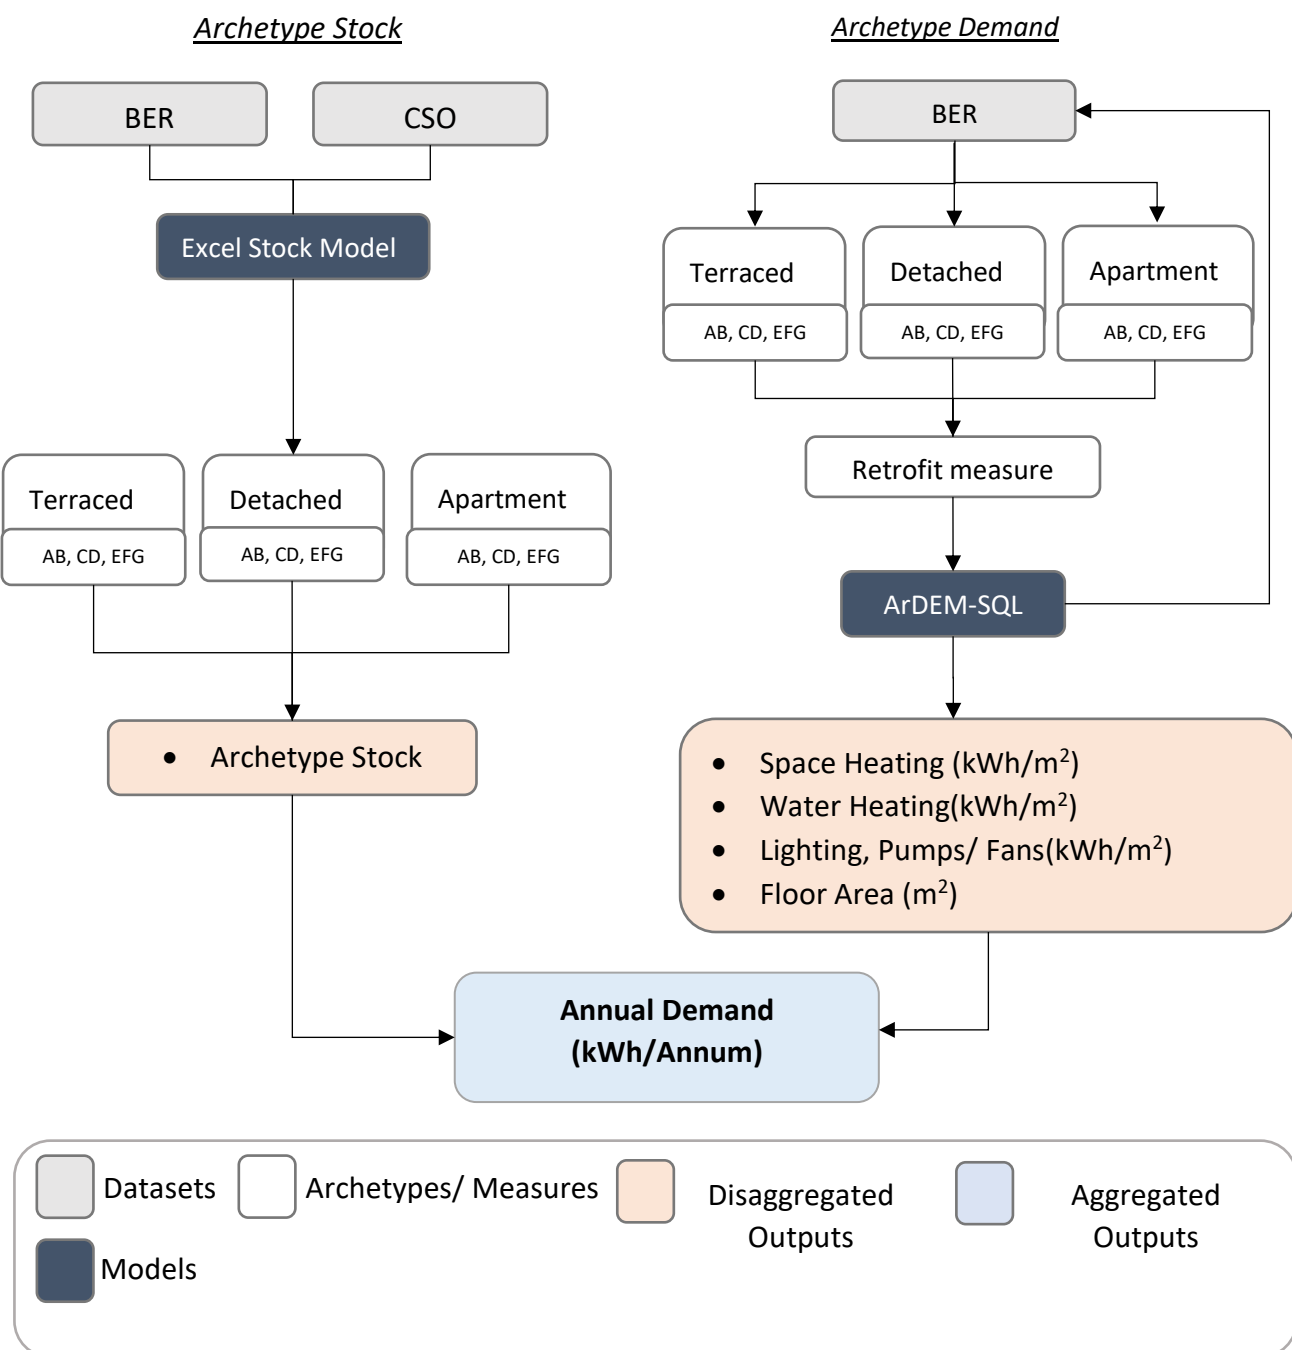 Archetype Stock
Archetype Demand
BER
CSO
BER
Excel Stock Model
Terraced
Detached
Apartment
AB, CD, EFG
AB, CD, EFG
AB, CD, EFG
Retrofit measure
Terraced
Detached
Apartment
AB, CD, EFG
AB, CD, EFG
AB, CD, EFG
ArDEM-SQL
• Archetype Stock
• Space Heating (kWh/m²)
• Water Heating(kWh/m²)
• Lighting, Pumps/ Fans(kWh/m²)
• Floor Area (m²)
Annual Demand
(kWh/Annum)
Datasets
Archetypes/ Measures
Disaggregated
Outputs
Aggregated
Outputs
Models